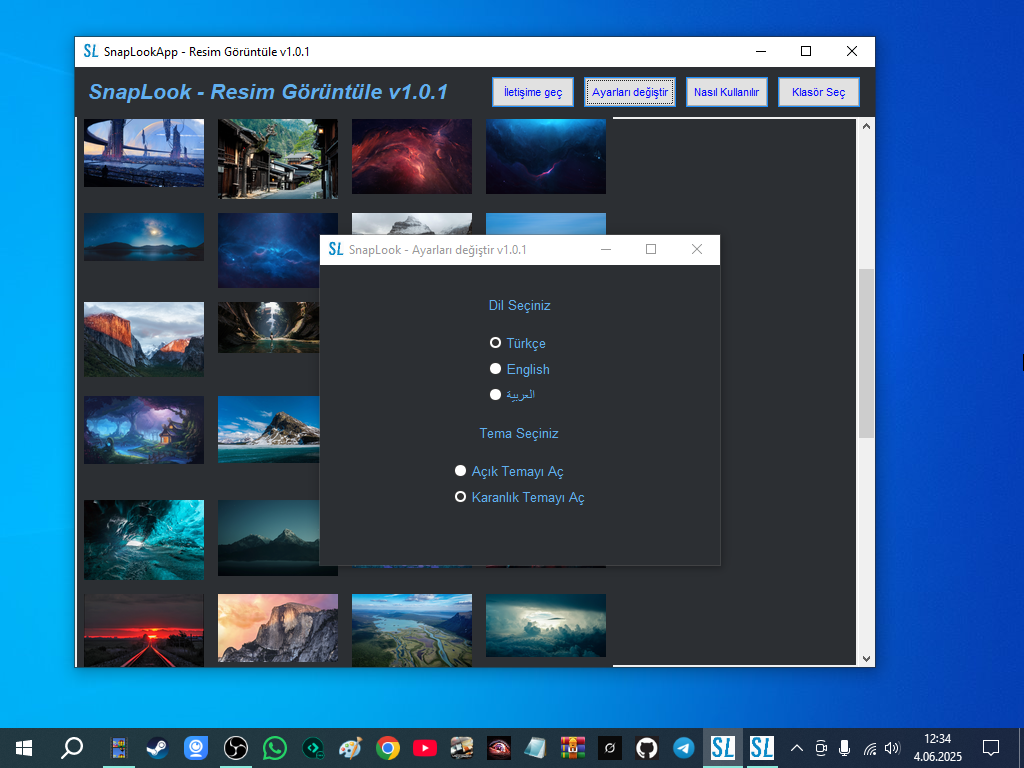 SL SnapLookApp - Resim Görüntüle v1.0.1
SnapLook - Resim Görüntüle v1.0.1
İletişime geç
Ayarları değiştir
Nasıl Kullanılır
Klasör Seç
SL SnapLook - Ayarları değiştir v1.0.1
Dil Seçiniz
Türkçe
English
العربية
Tema Seçiniz
Açık Temayı Aç
Karanlık Temayı Aç
SL
SL
12:34
4.06.2025